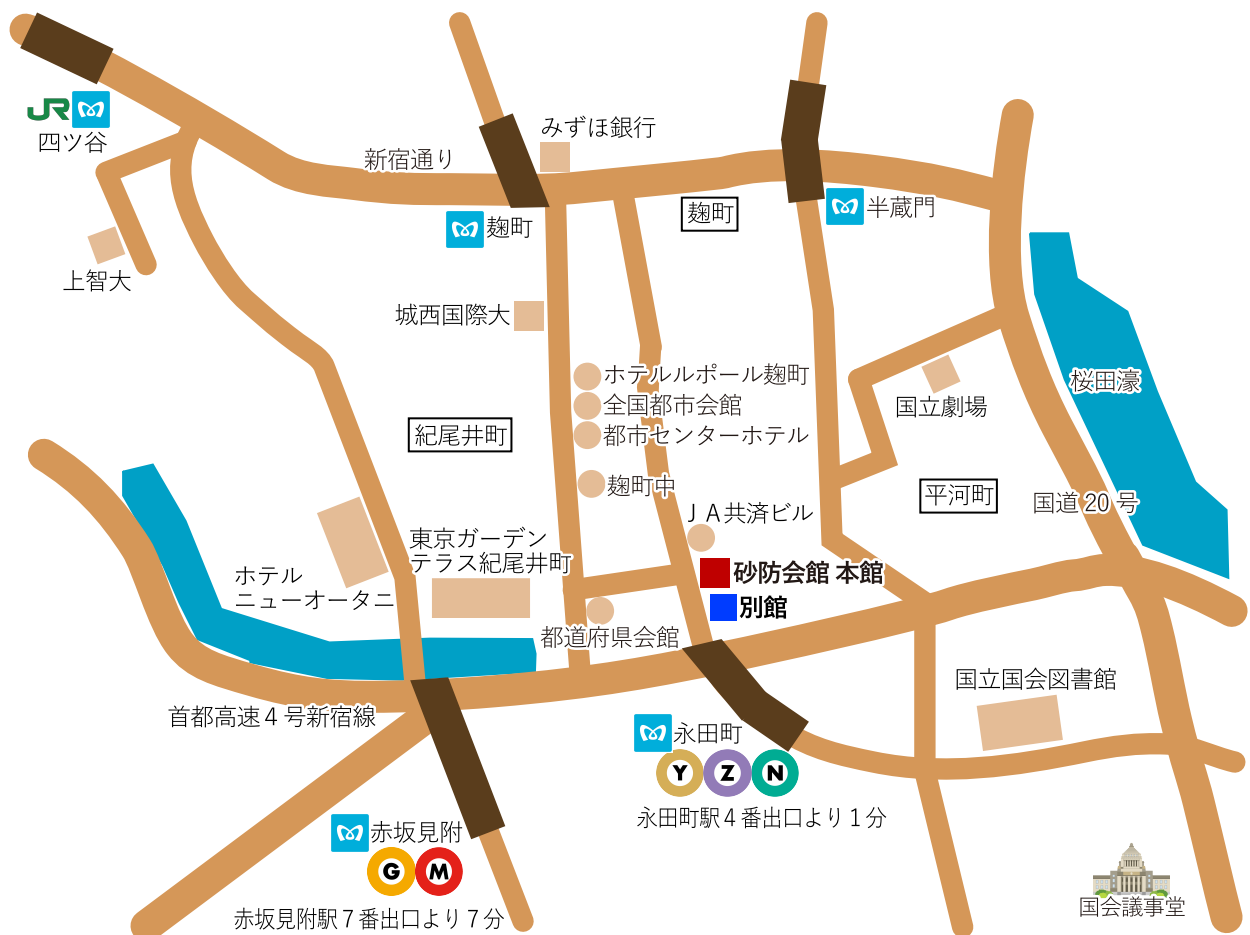 JR
四ツ谷
新宿通り
みずほ銀行
麹町
麹町
半蔵門
上智大
城西国際大
ホテルルポール麹町
全国都市会館
都市センターホテル
麹町中
紀尾井町
国立劇場
桜田濠
平河町
国道20号
JA共済ビル
砂防会館 本館
別館
東京ガーデン
テラス紀尾井町
ホテル
ニューオータニ
都道府県会館
首都高速4号新宿線
国立国会図書館
永田町
Y Z N
永田町駅4番出口より1分
赤坂見附
G M
赤坂見附駅7番出口より7分
国会議事堂